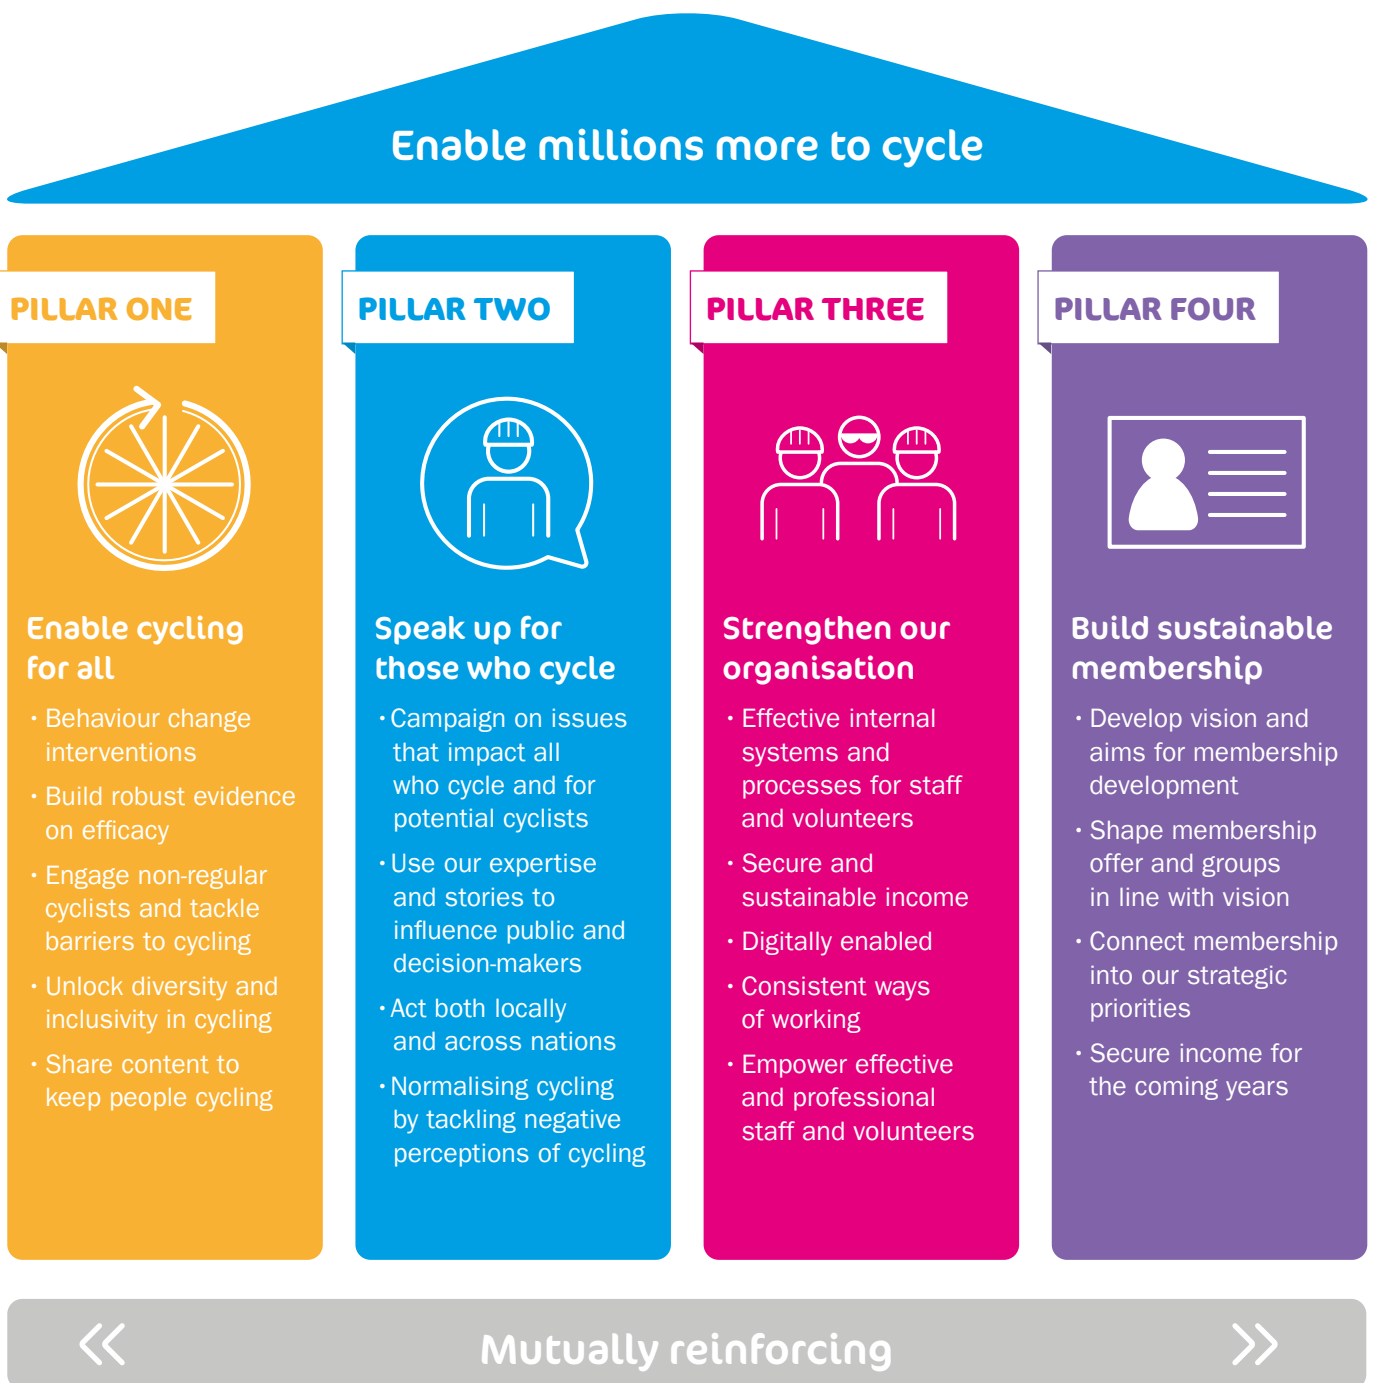 Enable millions more to cycle
PILLAR ONE
Enable cycling
for all
· Behaviour change
interventions
· Build robust evidence
on efficacy
· Engage non-regular
cyclists and tackle
barriers to cycling
· Unlock diversity and
inclusivity in cycling
· Share content to
keep people cycling
PILLAR TWO
Speak up for
those who cycle
· Campaign on issues
that impact all
who cycle and for
potential cyclists
· Use our expertise
and stories to
influence public and
decision-makers
· Act both locally
and across nations
· Normalising cycling
by tackling negative
perceptions of cycling
PILLAR THREE
Strengthen our
organisation
· Effective internal
systems and
processes for staff
and volunteers
· Secure and
sustainable income
· Digitally enabled
· Consistent ways
of working
· Empower effective
and professional
staff and volunteers
PILLAR FOUR
Build sustainable
membership
· Develop vision and
aims for membership
development
· Shape membership
offer and groups
in line with vision
· Connect membership
into our strategic
priorities
· Secure income for
the coming years
Mutually reinforcing